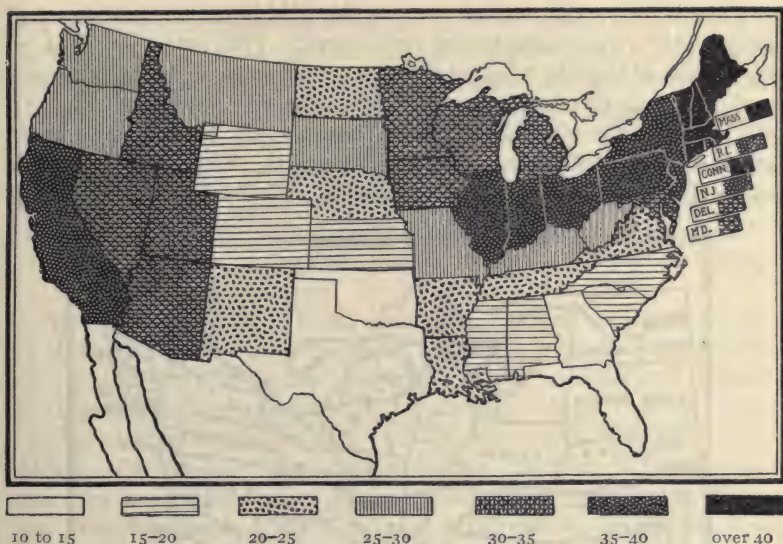 MASS
R.I.
CONN
N.J
DEL.
MD.
10 to 15 15–20 20–25 25–30 30–35 35–40 over 40